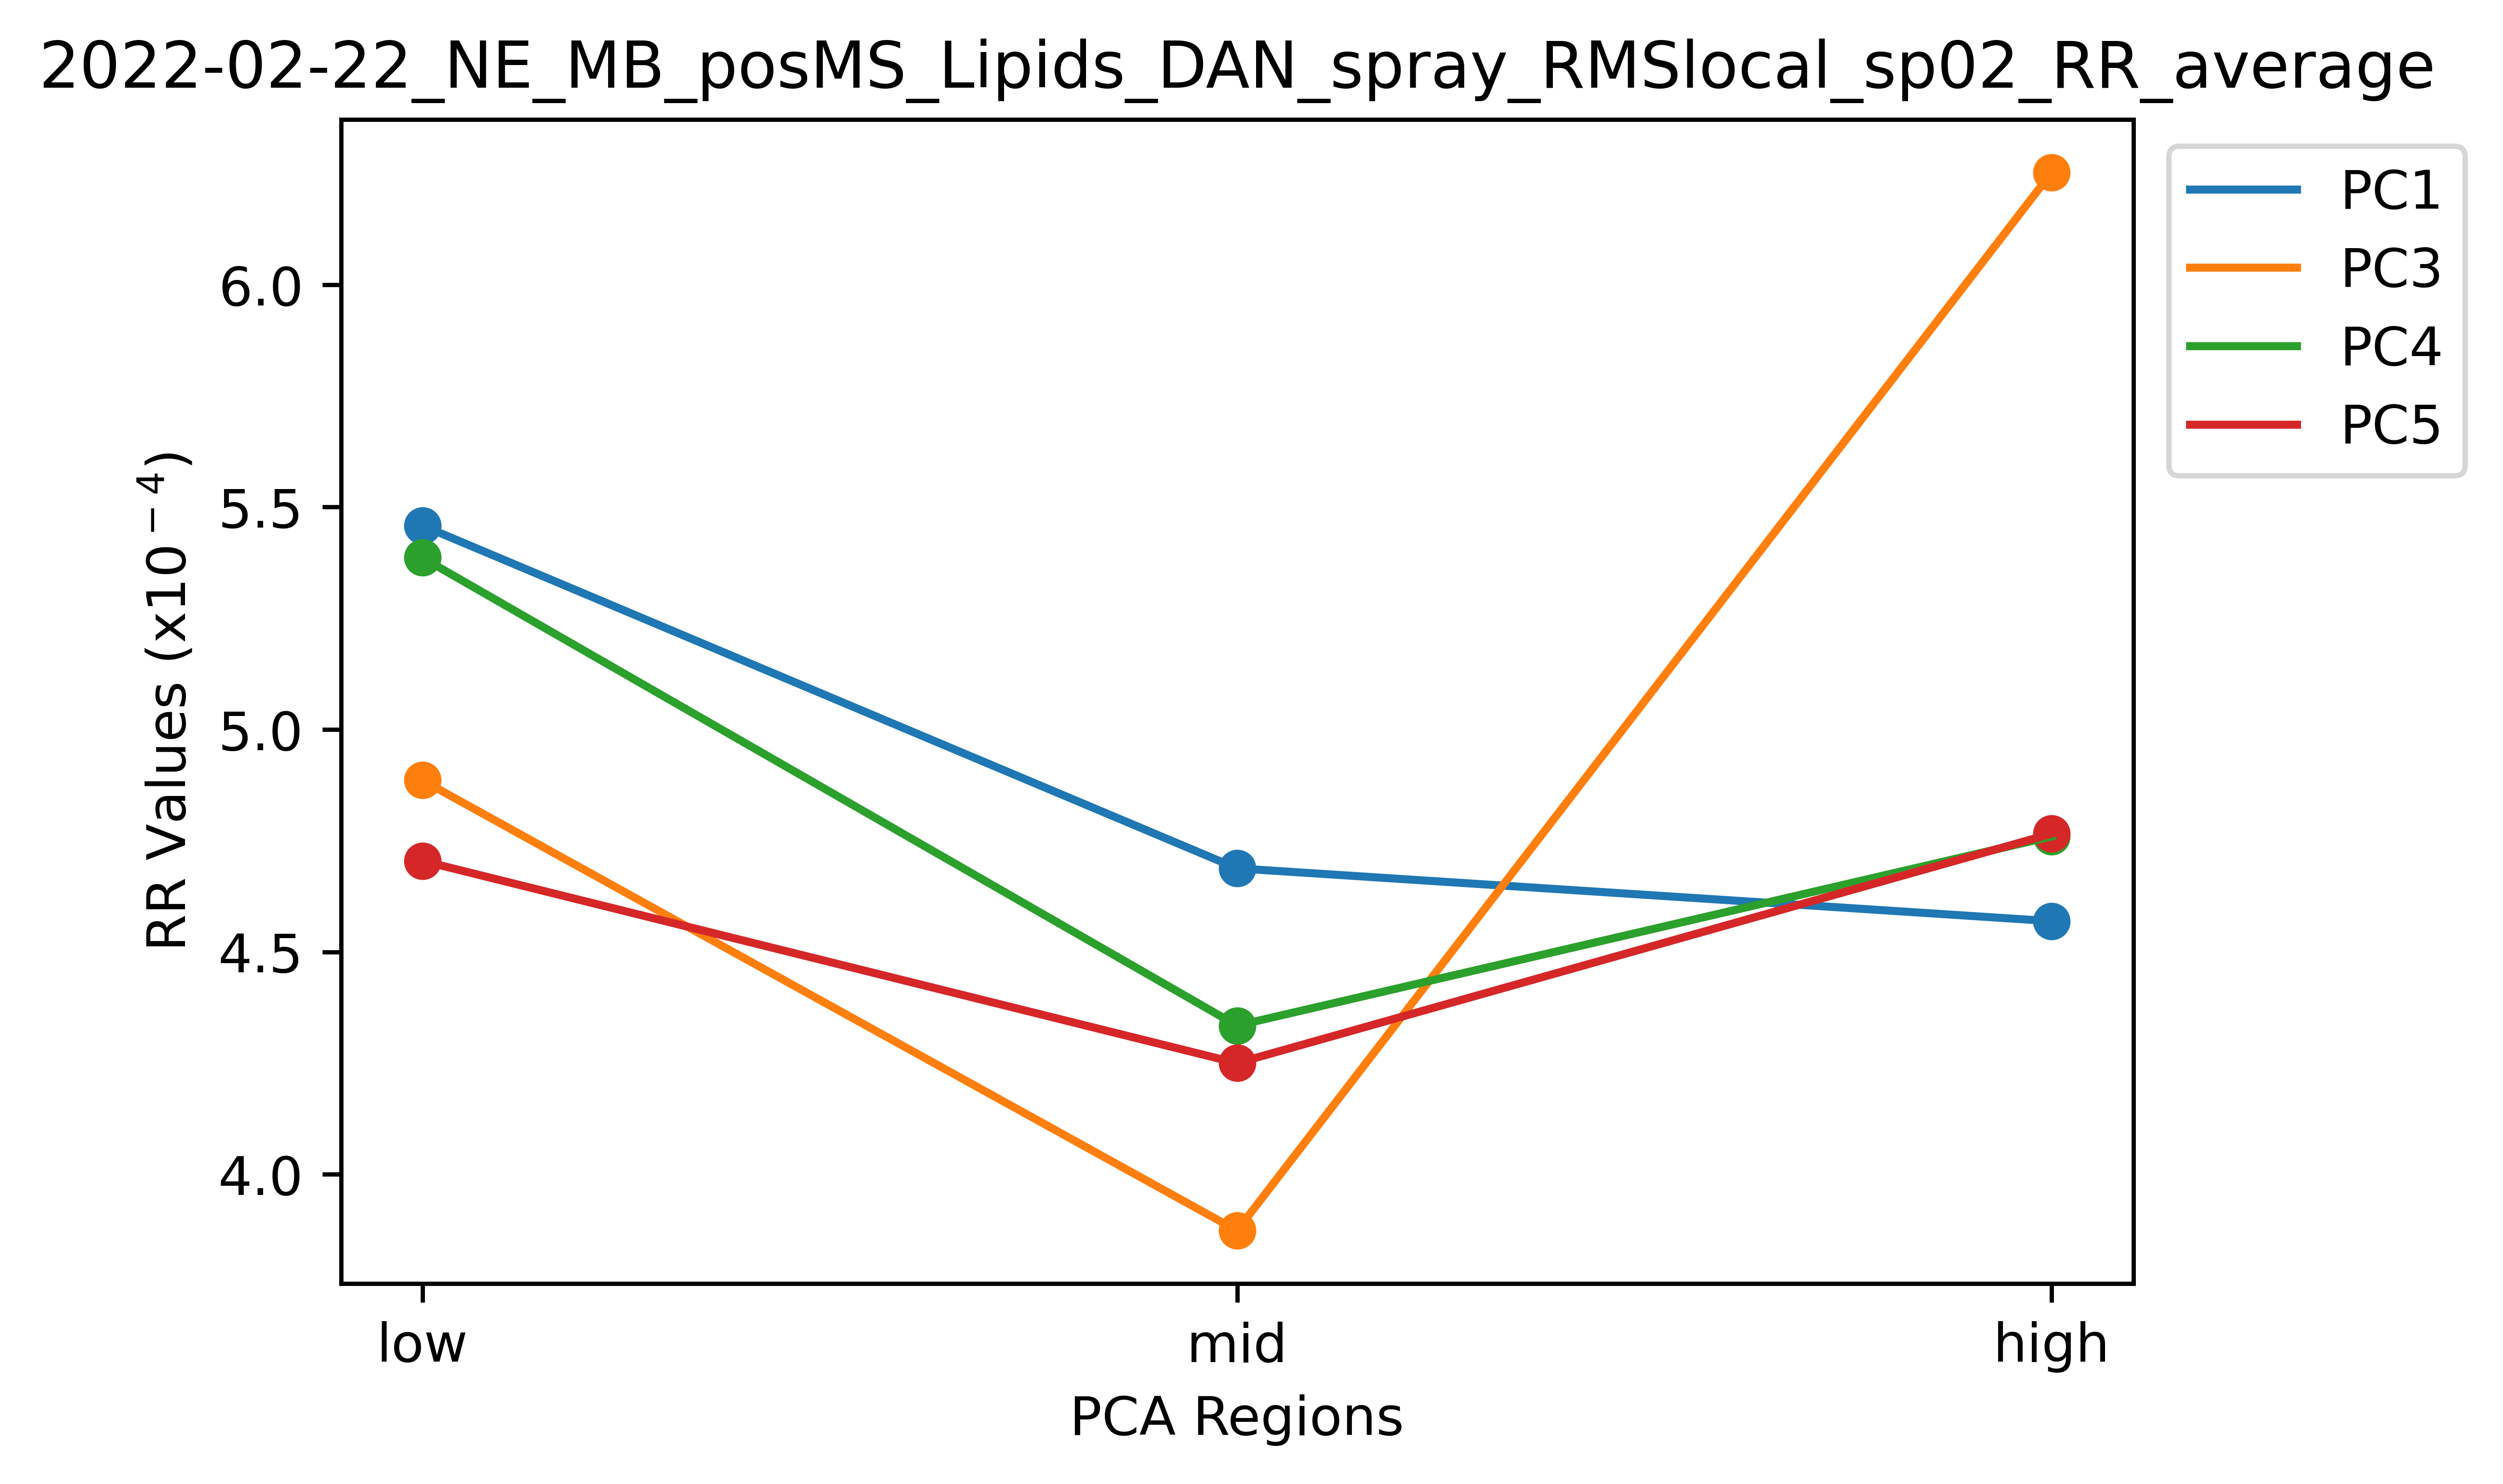 2022-02-22_NE_MB_posMS_Lipids_DAN_spray_RMSlocal_sp02_RR_average
PC1
PC3
PC4
PC5
RR Values (x10⁻⁴)
6.0
5.5
5.0
4.5
4.0
low mid high
PCA Regions